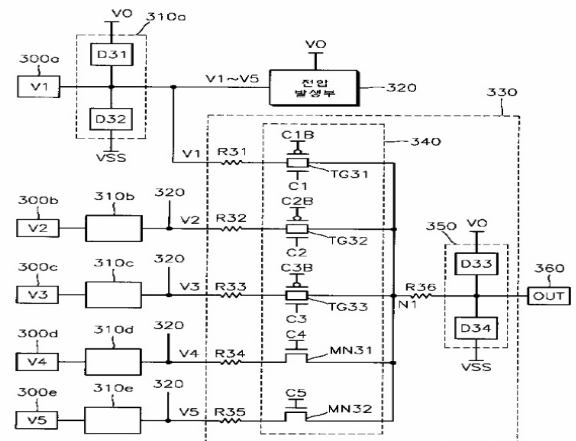 VO
310a
D31
300a
V1
V1~V5
VO
전압
발생부
320
D32
VSS
330
340
C1B
V1
R31
TG31
C1
300b
V2
310b
320
V2
R32
C2B
TG32
C2
350
VO
300c
V3
310c
320
V3
R33
C3B
TG33
C3
N1
R36
D33
360
OUT
D34
VSS
300d
V4
310d
320
V4
R34
C4
MN31
300e
V5
310e
320
V5
R35
C5
MN32